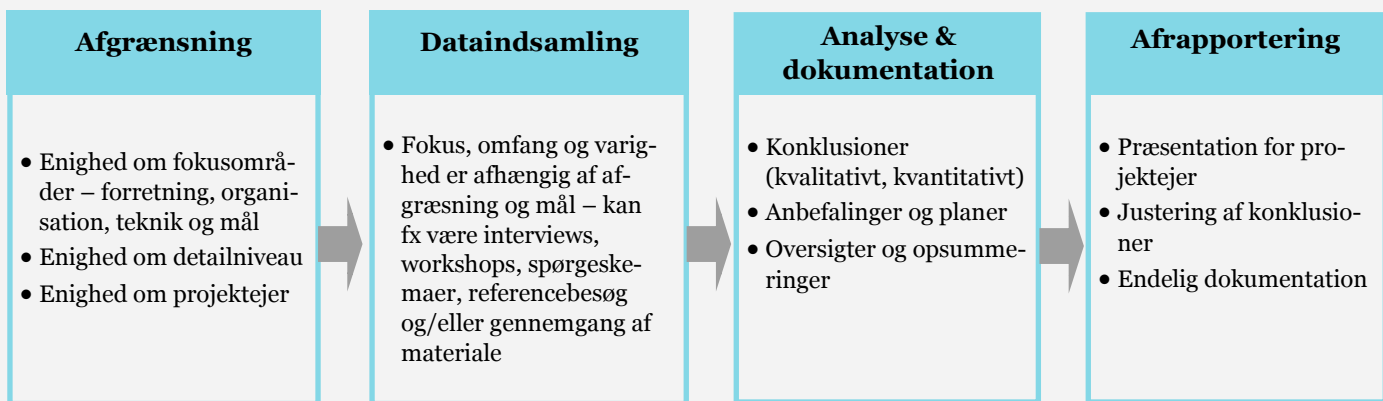 Afgrænsning
• Enighed om fokusområ-
der – forretning, organi-
sation, teknik og mål
• Enighed om detailniveau
• Enighed om projektejer
Dataindsamling
• Fokus, omfang og varig-
hed er afhængig af af-
græsning og mål – kan
fx være interviews,
workshops, spørgeske-
maer, referencebesøg
og/eller gennemgang af
materiale
Analyse &
dokumentation
• Konklusioner
(kvalitativt, kvantitativt)
• Anbefalinger og planer
• Oversigter og opsumme-
ringer
Afrapportering
• Præsentation for pro-
jektejer
• Justering af konklusio-
ner
• Endelig dokumentation